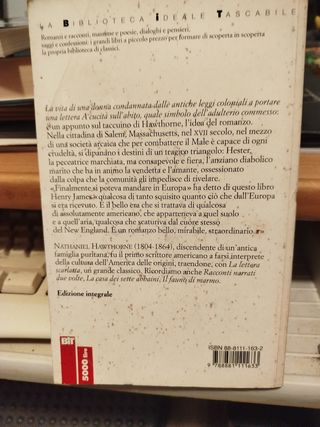 LA BIBLIOTECA IDEALE TASCABILE
Romanzi e racconti, massime e poesie, dialoghi e pensieri,
saggi e confessioni: i grandi libri a piccolo prezzo per formare di scoperta in scoperta
la propria biblioteca di classici.
La vita di una donna condannata dalle antiche leggi coloniali a portare
una lettera A cucita sull'abito, quale simbolo dell'adulterio commesso:
con un appunto sul taccuino di Hawthorne, l'idea del romanzo.
Nella cittadina di Salem, Massachusetts, nel XVII secolo, nel mezzo
di una società arcaica che per combattere il Male è capace di ogni
crudeltà, si dipanano i destini di un tragico triangolo: Hester,
la peccatrice marchiata, ma consapevole e fiera, l'anziano diabolico
marito che ha in animo la vendetta e l'amante, ossessionato
dalla colpa che la comunità gli impedisce di rivelare.
«Finalmente si poteva mandare in Europa» ha detto di questo libro
Henry James «qualcosa di tanto squisito quanto ciò che dall'Europa
si era ricevuto. E il bello era che si trattava di qualcosa
di assolutamente americano, che apparteneva a quel suolo
e a quell'aria, qualcosa che scaturiva dal cuore stesso
del New England. È un romanzo bello, mirabile, straordinario.»
NATHANIEL HAWTHORNE (1804-1864), discendente di un'antica
famiglia puritana, fu il primo scrittore americano a farsi interprete
della cultura dell'America delle origini, traendone, con La lettera
scarlatta, un grande classico. Ricordiamo anche Racconti narrati
due volte, La casa dei sette abbaini, Il fauno di marmo.
Edizione integrale
Bit
5000 lire
ISBN 88-8111-163-2
9 788881 111633